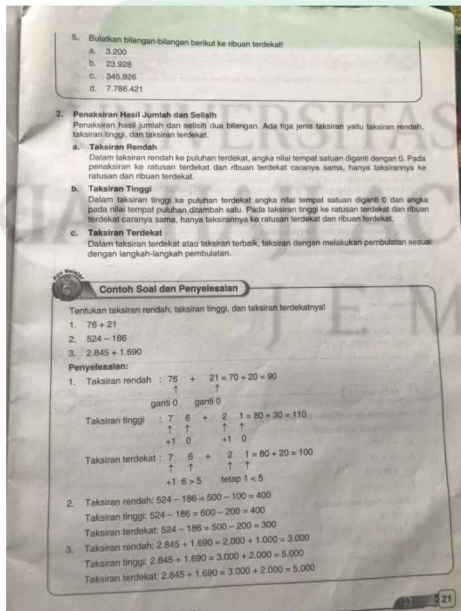 5. Bulatkan bilangan-bilangan berikut ke ribuan terdekat!
a. 3.200
b. 23.928
c. 345.926
d. 7.786.421
2. Penaksiran Hasil Jumlah dan Selisih
Penaksiran hasil jumlah dan selisih dua bilangan. Ada tiga jenis taksiran yaitu taksiran rendah,
taksiran tinggi, dan taksiran terdekat.
a. Taksiran Rendah
Dalam taksiran rendah ke puluhan terdekat, angka nilai tempat satuan diganti dengan 0. Pada
penaksiran ke ratusan terdekat dan ribuan terdekat caranya sama, hanya taksirannya ke
ratusan dan ribuan terdekat.
b. Taksiran Tinggi
Dalam taksiran tinggi ke puluhan terdekat angka nilai tempat satuan diganti 0 dan angka
pada nilai tempat puluhan ditambah satu. Pada taksiran tinggi ke ratusan terdekat dan ribuan
terdekat caranya sama, hanya taksirannya ke ratusan terdekat dan ribuan terdekat.
c. Taksiran Terdekat
Dalam taksiran terdekat atau taksiran terbaik, taksiran dengan melakukan pembulatan sesuai
dengan langkah-langkah pembulatan.
Contoh Soal dan Penyelesaian
Tentukan taksiran rendah, taksiran tinggi, dan taksiran terdekatnya!
1. 76 + 21
2. 524 – 186
3. 2.845 + 1.690
Penyelesaian:
1. Taksiran rendah : 76 + 21 = 70 + 20 = 90
↑ ↑
ganti 0 ganti 0
Taksiran tinggi : 7 6 + 2 1 = 80 + 30 = 110
↑ ↑ ↑ ↑
+1 0 +1 0
Taksiran terdekat : 7 6 + 2 1 = 80 + 20 = 100
↑ ↑ ↑ ↑
+1 6 > 5 tetap 1 < 5
2. Taksiran rendah: 524 – 186 = 500 – 100 = 400
Taksiran tinggi: 524 – 186 = 600 – 200 = 400
Taksiran terdekat: 524 – 186 = 500 – 200 = 300
3. Taksiran rendah: 2.845 + 1.690 = 2.000 + 1.000 = 3.000
Taksiran tinggi: 2.845 + 1.690 = 3.000 + 2.000 = 5.000
Taksiran terdekat: 2.845 + 1.690 = 3.000 + 2.000 = 5.000
21